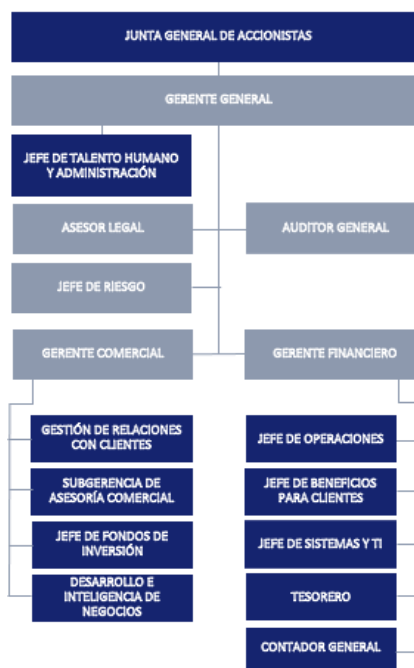 JUNTA GENERAL DE ACCIONISTAS
GERENTE GENERAL
JEFE DE TALENTO HUMANO
Y ADMINISTRACIÓN
ASESOR LEGAL
AUDITOR GENERAL
JEFE DE RIESGO
GERENTE COMERCIAL
GERENTE FINANCIERO
GESTIÓN DE RELACIONES
CON CLIENTES
SUBGERENCIA DE
ASESORÍA COMERCIAL
JEFE DE FONDOS DE
INVERSIÓN
DESARROLLO E
INTELIGENCIA DE
NEGOCIOS
JEFE DE OPERACIONES
JEFE DE BENEFICIOS
PARA CLIENTES
JEFE DE SISTEMAS Y TI
TESORERO
CONTADOR GENERAL